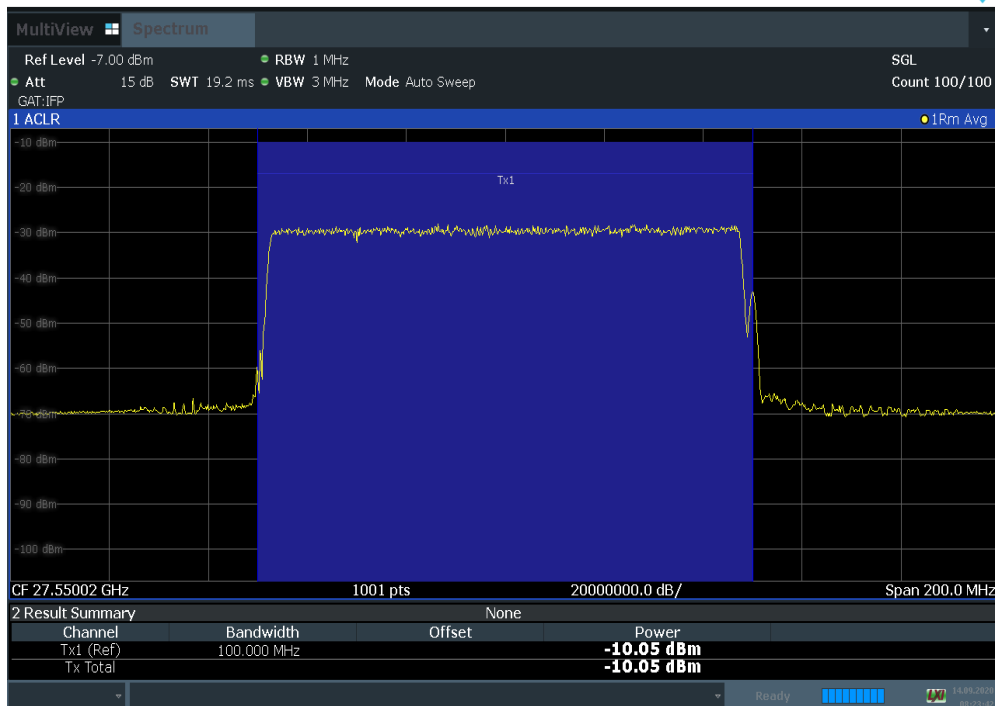 MultiView Spectrum
Ref Level -7.00 dBm RBW 1 MHz SGL
Att 15 dB SWT 19.2 ms VBW 3 MHz Mode Auto Sweep Count 100/100
GAT:IFP
1 ACLR 1Rm Avg
-10 dBm
Tx1
-20 dBm
-30 dBm
-40 dBm
-50 dBm
-60 dBm
-70 dBm
-80 dBm
-90 dBm
-100 dBm
CF 27.55002 GHz 1001 pts 20000000.0 dB/ Span 200.0 MHz
2 Result Summary None
Channel Bandwidth Offset Power
Tx1 (Ref) 100.000 MHz -10.05 dBm
Tx Total -10.05 dBm
Ready LXI 14.09.2020